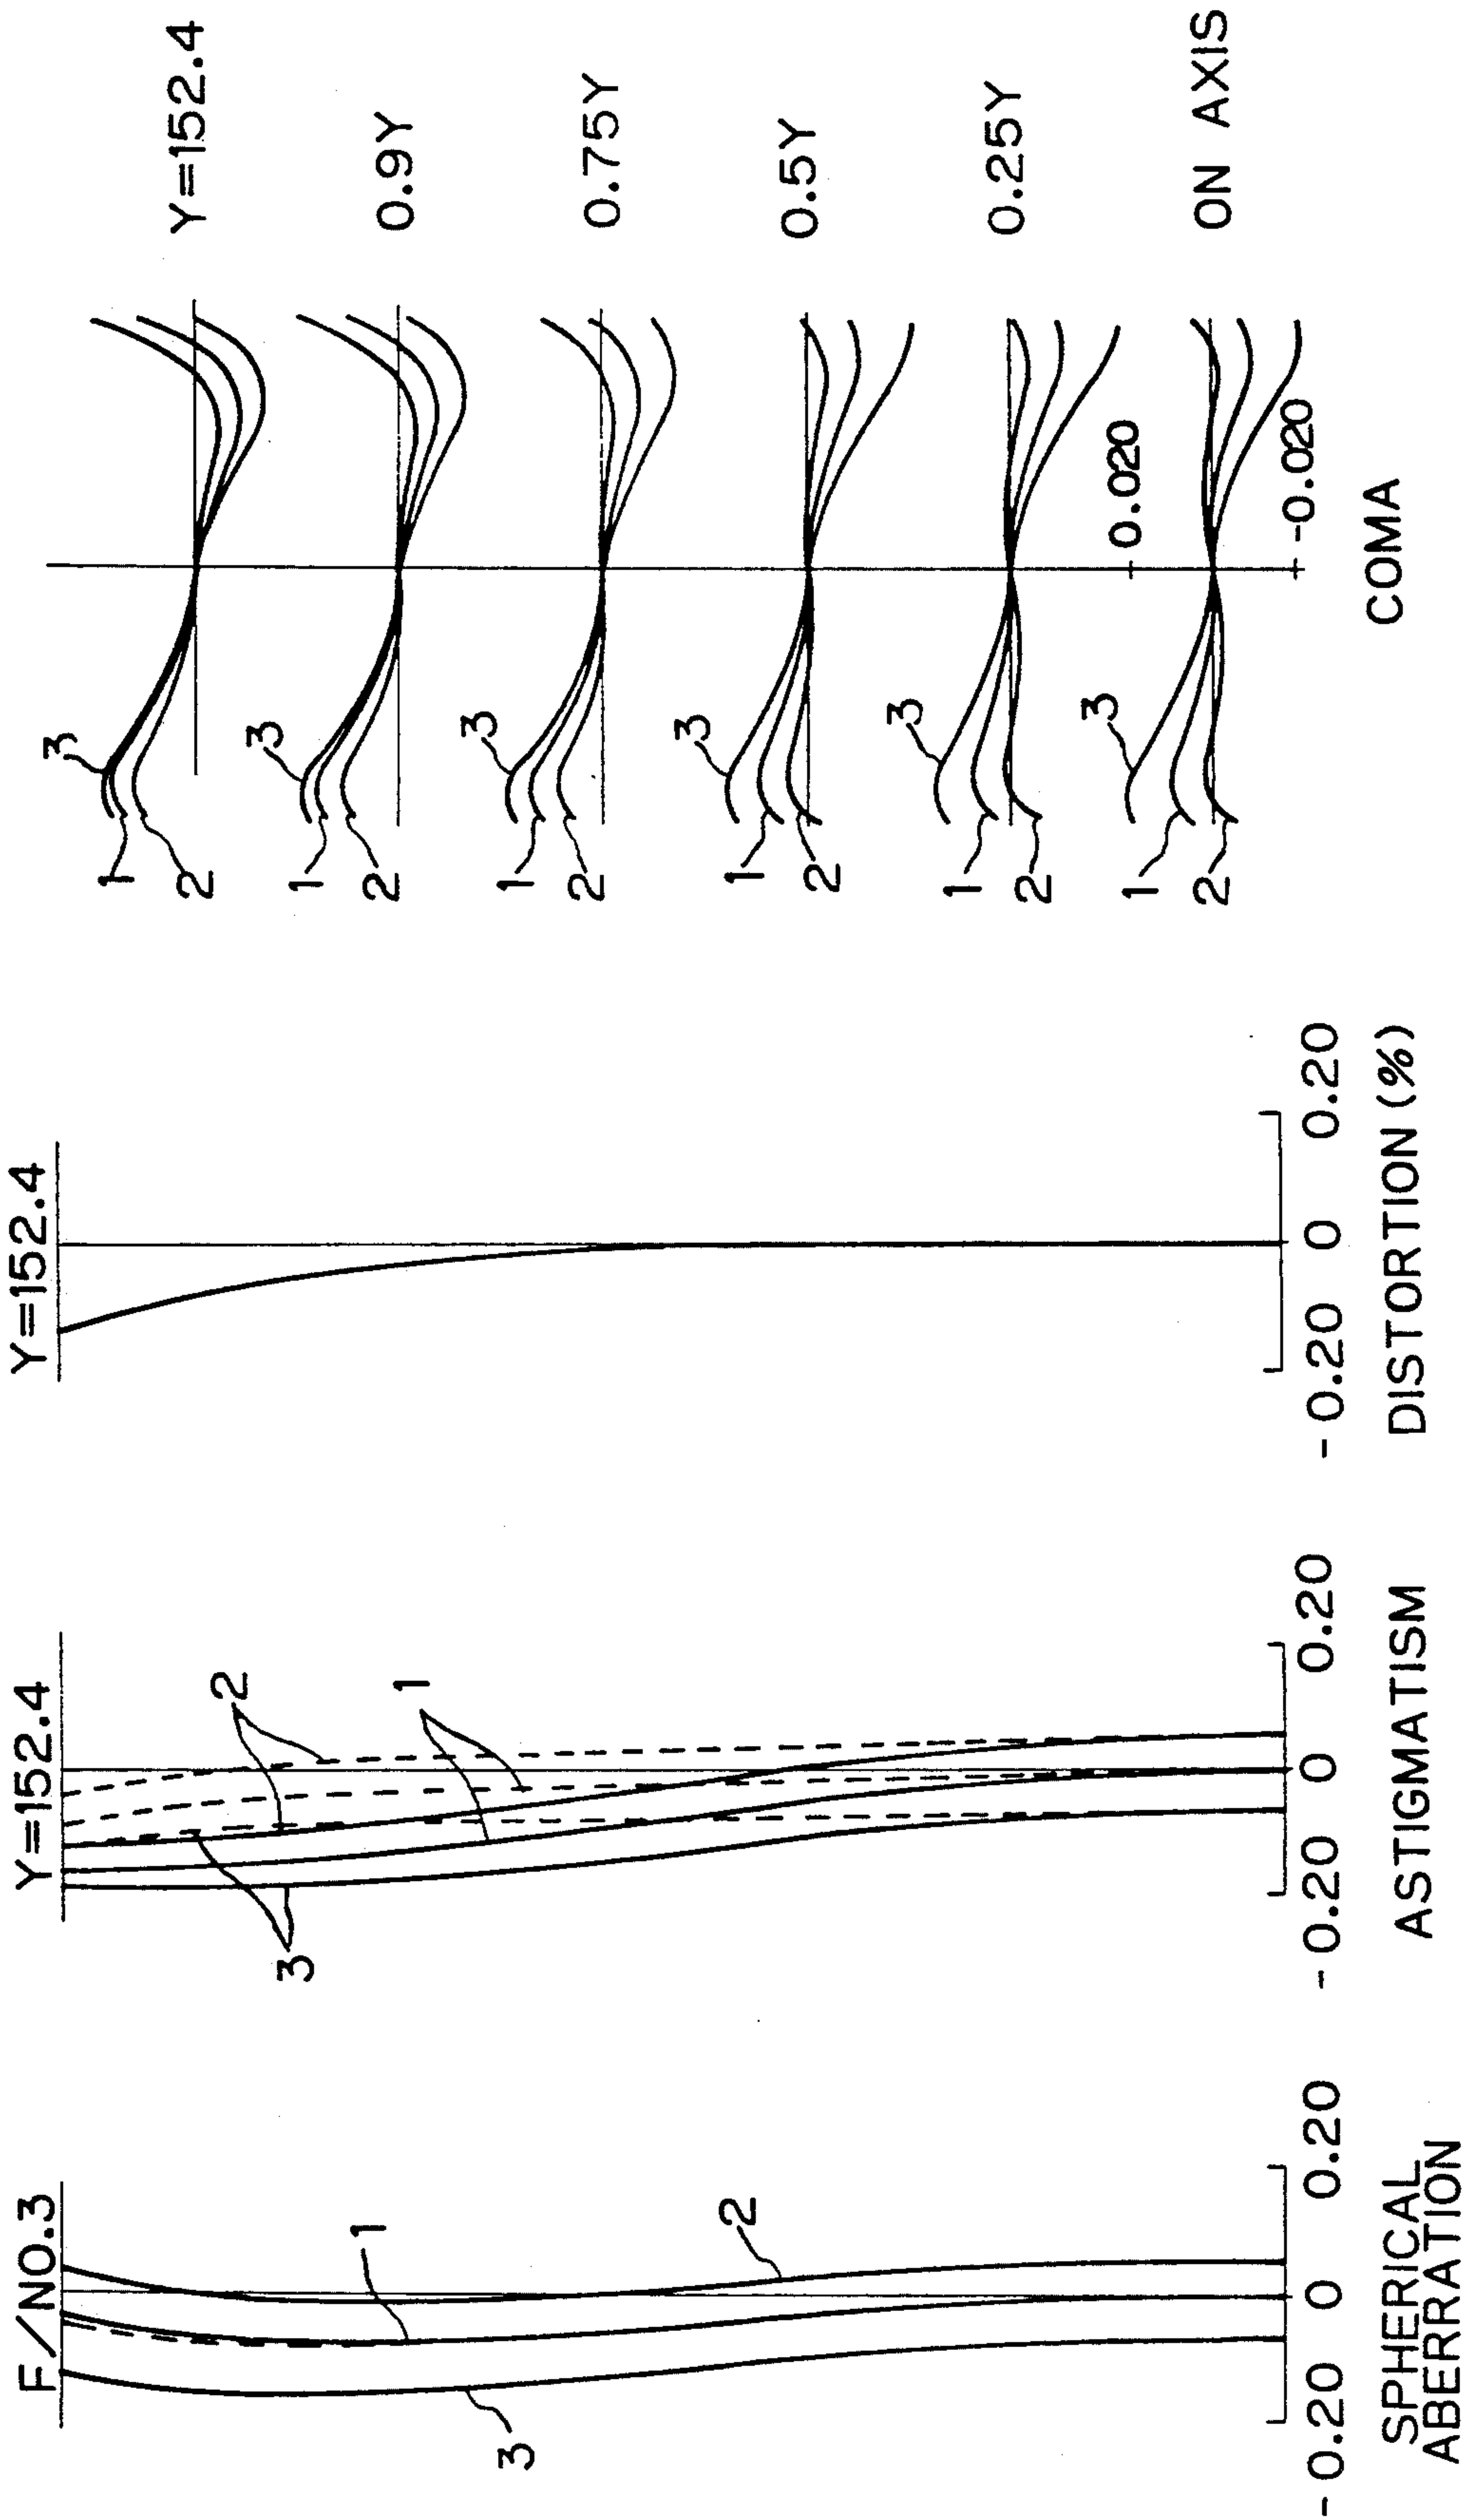 F/NO.3
1
2
3
-0.20 0 0.20
SPHERICAL
ABERRATION
Y=152.4
2
1
3
-0.20 0 0.20
ASTIGMATISM
Y=152.4
-0.20 0 0.20
DISTORTION (%)
3
1
2
Y=152.4
3
1
2
0.9Y
3
1
2
0.75Y
3
1
2
0.5Y
3
1
2
0.25Y
0.020
3
1
2
ON AXIS
-0.020
COMA